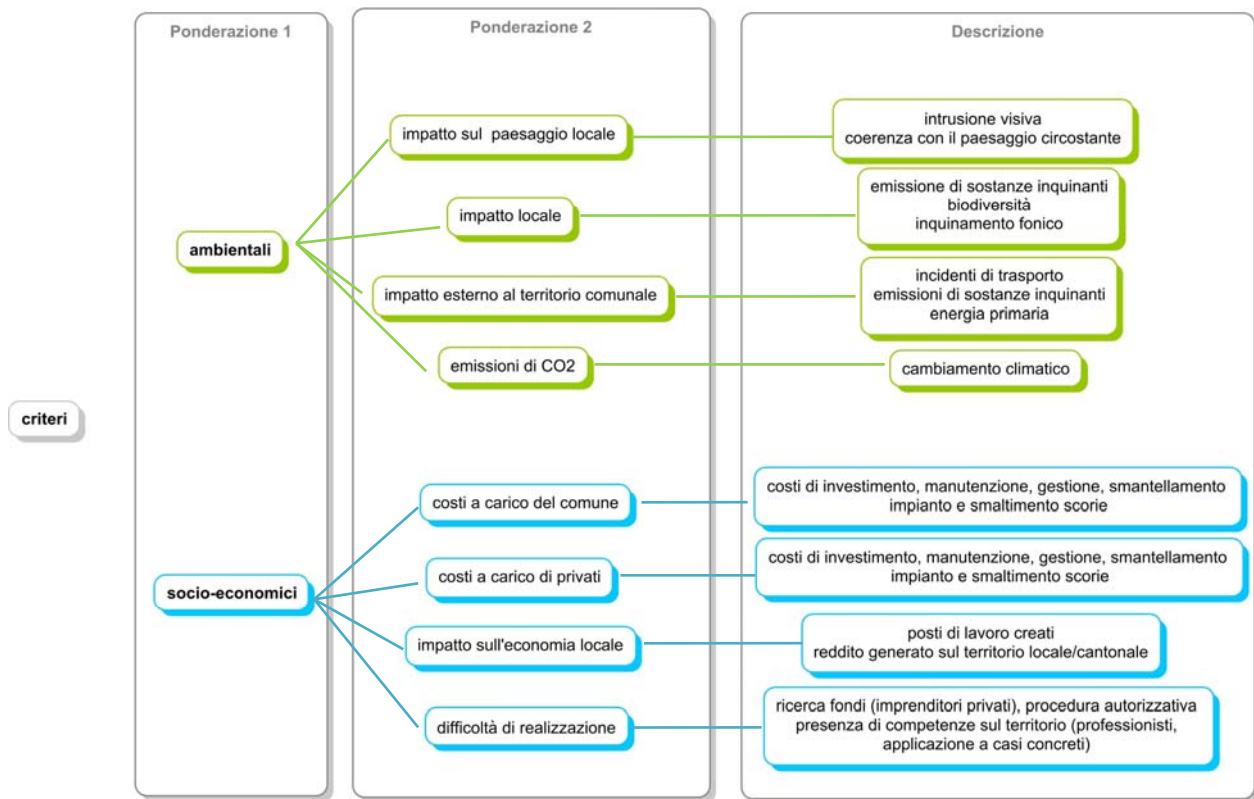 Ponderazione 1
Ponderazione 2
Descrizione
criteri
ambientali
impatto sul paesaggio locale
intrusione visiva
coerenza con il paesaggio circostante
impatto locale
emissione di sostanze inquinanti
biodiversità
inquinamento fonico
impatto esterno al territorio comunale
incidenti di trasporto
emissioni di sostanze inquinanti
energia primaria
emissioni di CO2
cambiamento climatico
socio-economici
costi a carico del comune
costi di investimento, manutenzione, gestione, smantellamento
impianto e smaltimento scorie
costi a carico di privati
costi di investimento, manutenzione, gestione, smantellamento
impianto e smaltimento scorie
impatto sull'economia locale
posti di lavoro creati
reddito generato sul territorio locale/cantonale
difficoltà di realizzazione
ricerca fondi (imprenditori privati), procedura autorizzativa
presenza di competenze sul territorio (professionisti,
applicazione a casi concreti)